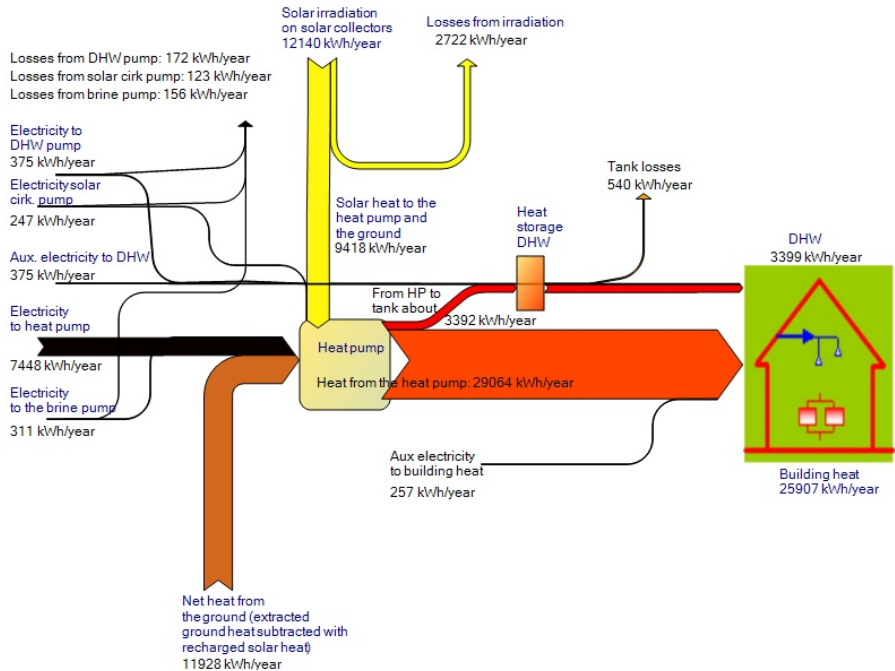 Solar irradiation
on solar collectors
12140 kWh/year
Losses from irradiation
2722 kWh/year
Losses from DHW pump: 172 kWh/year
Losses from solar cirk pump: 123 kWh/year
Losses from brine pump: 156 kWh/year
Electricity to
DHW pump
375 kWh/year
Electricity solar
cirk. pump
247 kWh/year
Aux. electricity to DHW
375 kWh/year
Electricity
to heat pump
7448 kWh/year
Electricity
to the brine pump
311 kWh/year
Solar heat to the
heat pump and
the ground
9418 kWh/year
Heat
storage
DHW
Tank losses
540 kWh/year
DHW
3399 kWh/year
From HP to
tank about
3392 kWh/year
Heat pump
Heat from the heat pump: 29064 kWh/year
Aux electricity
to building heat
257 kWh/year
Building heat
25907 kWh/year
Net heat from
the ground (extracted
ground heat subtracted with
recharged solar heat)
11928 kWh/year